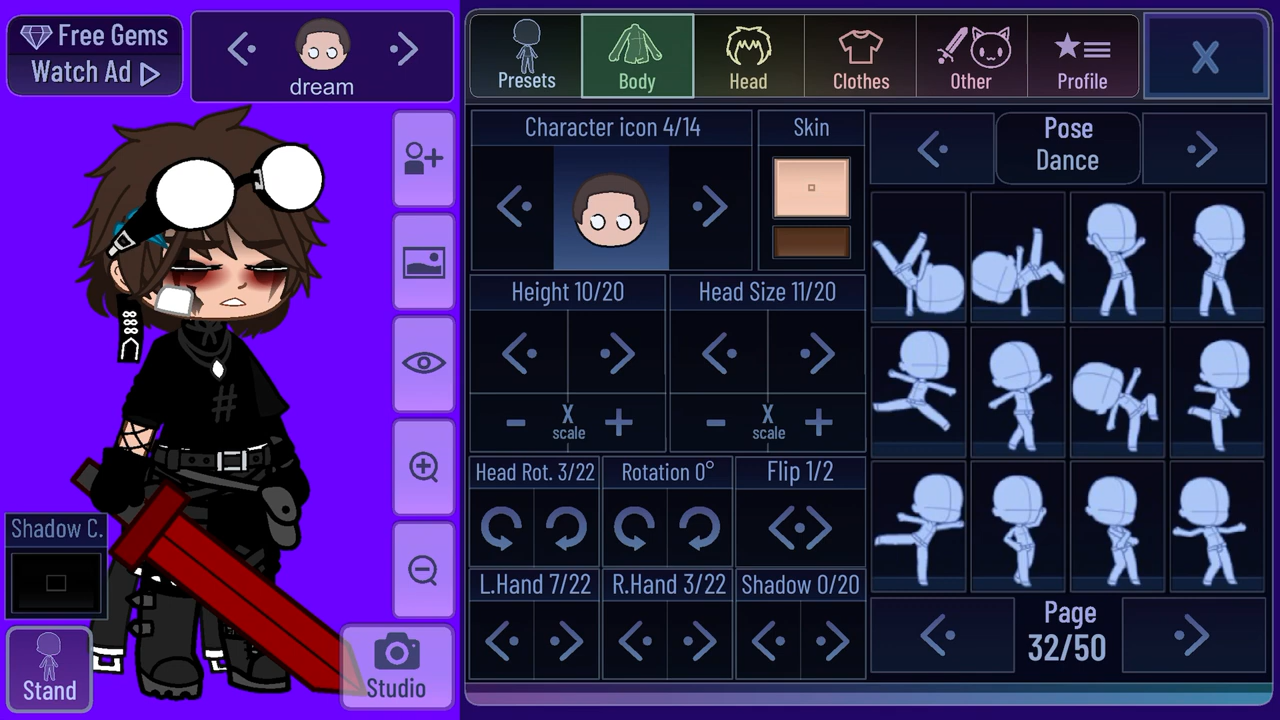 Free Gems
Watch Ad
dream
Presets
Body
Head
Clothes
Other
Profile
X
Character icon 4/14
Skin
Pose
Dance
Height 10/20
Head Size 11/20
X
scale
X
scale
Head Rot. 3/22
Rotation 0°
Flip 1/2
L.Hand 7/22
R.Hand 3/22
Shadow 0/20
Page
32/50
Shadow C.
Stand
Studio